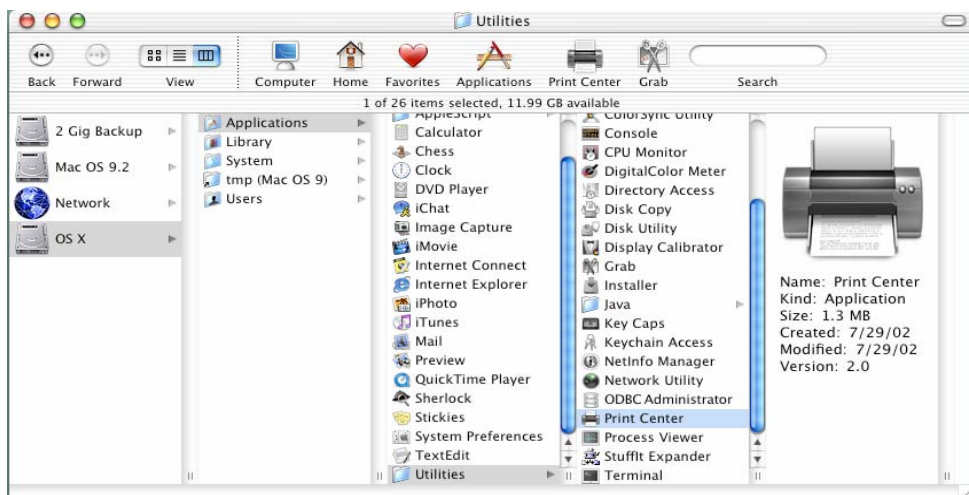 Utilities
Back Forward View Computer Home Favorites Applications Print Center Grab Search
1 of 26 items selected, 11.99 GB available
2 Gig Backup
Mac OS 9.2
Network
OS X
Applications
Library
System
tmp (Mac OS 9)
Users
AppleScript
Calculator
Chess
Clock
DVD Player
iChat
Image Capture
iMovie
Internet Connect
Internet Explorer
iPhoto
iTunes
Mail
Preview
QuickTime Player
Sherlock
Stickies
System Preferences
TextEdit
Utilities
ColorSync Utility
Console
CPU Monitor
DigitalColor Meter
Directory Access
Disk Copy
Disk Utility
Display Calibrator
Grab
Installer
Java
Key Caps
Keychain Access
NetInfo Manager
Network Utility
ODBC Administrator
Print Center
Process Viewer
StuffIt Expander
Terminal
Name: Print Center
Kind: Application
Size: 1.3 MB
Created: 7/29/02
Modified: 7/29/02
Version: 2.0